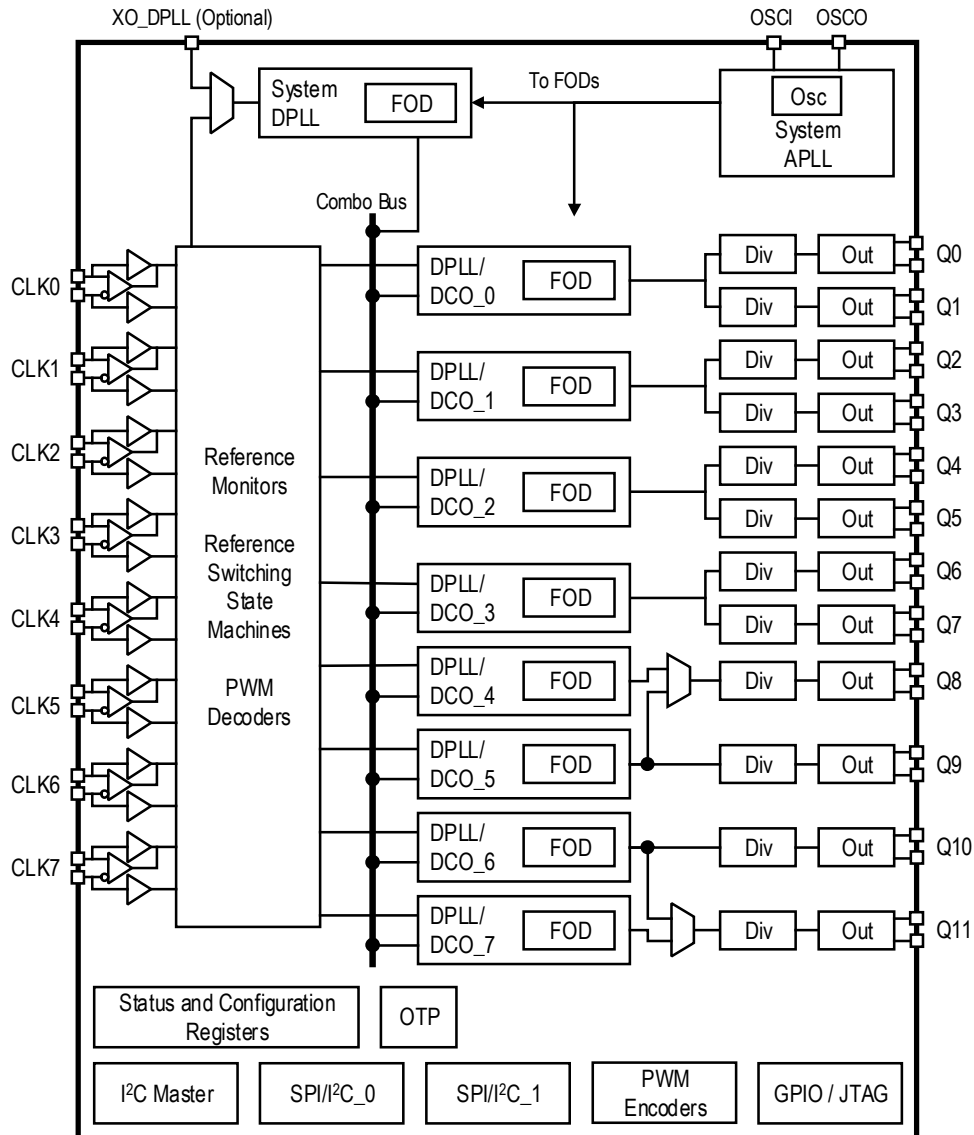 XO_DPLL (Optional)
OSCI
OSCO
System
DPLL
FOD
To FODs
Osc
System
APLL
Combo Bus
CLK0
CLK1
CLK2
CLK3
CLK4
CLK5
CLK6
CLK7
Reference
Monitors
Reference
Switching
State
Machines
PWM
Decoders
DPLL/
DCO_0
FOD
Div
Out
Q0
Div
Out
Q1
DPLL/
DCO_1
FOD
Div
Out
Q2
Div
Out
Q3
DPLL/
DCO_2
FOD
Div
Out
Q4
Div
Out
Q5
DPLL/
DCO_3
FOD
Div
Out
Q6
Div
Out
Q7
DPLL/
DCO_4
FOD
Div
Out
Q8
DPLL/
DCO_5
FOD
Div
Out
Q9
DPLL/
DCO_6
FOD
Div
Out
Q10
DPLL/
DCO_7
FOD
Div
Out
Q11
Status and Configuration
Registers
OTP
I²C Master
SPI/I²C_0
SPI/I²C_1
PWM
Encoders
GPIO / JTAG